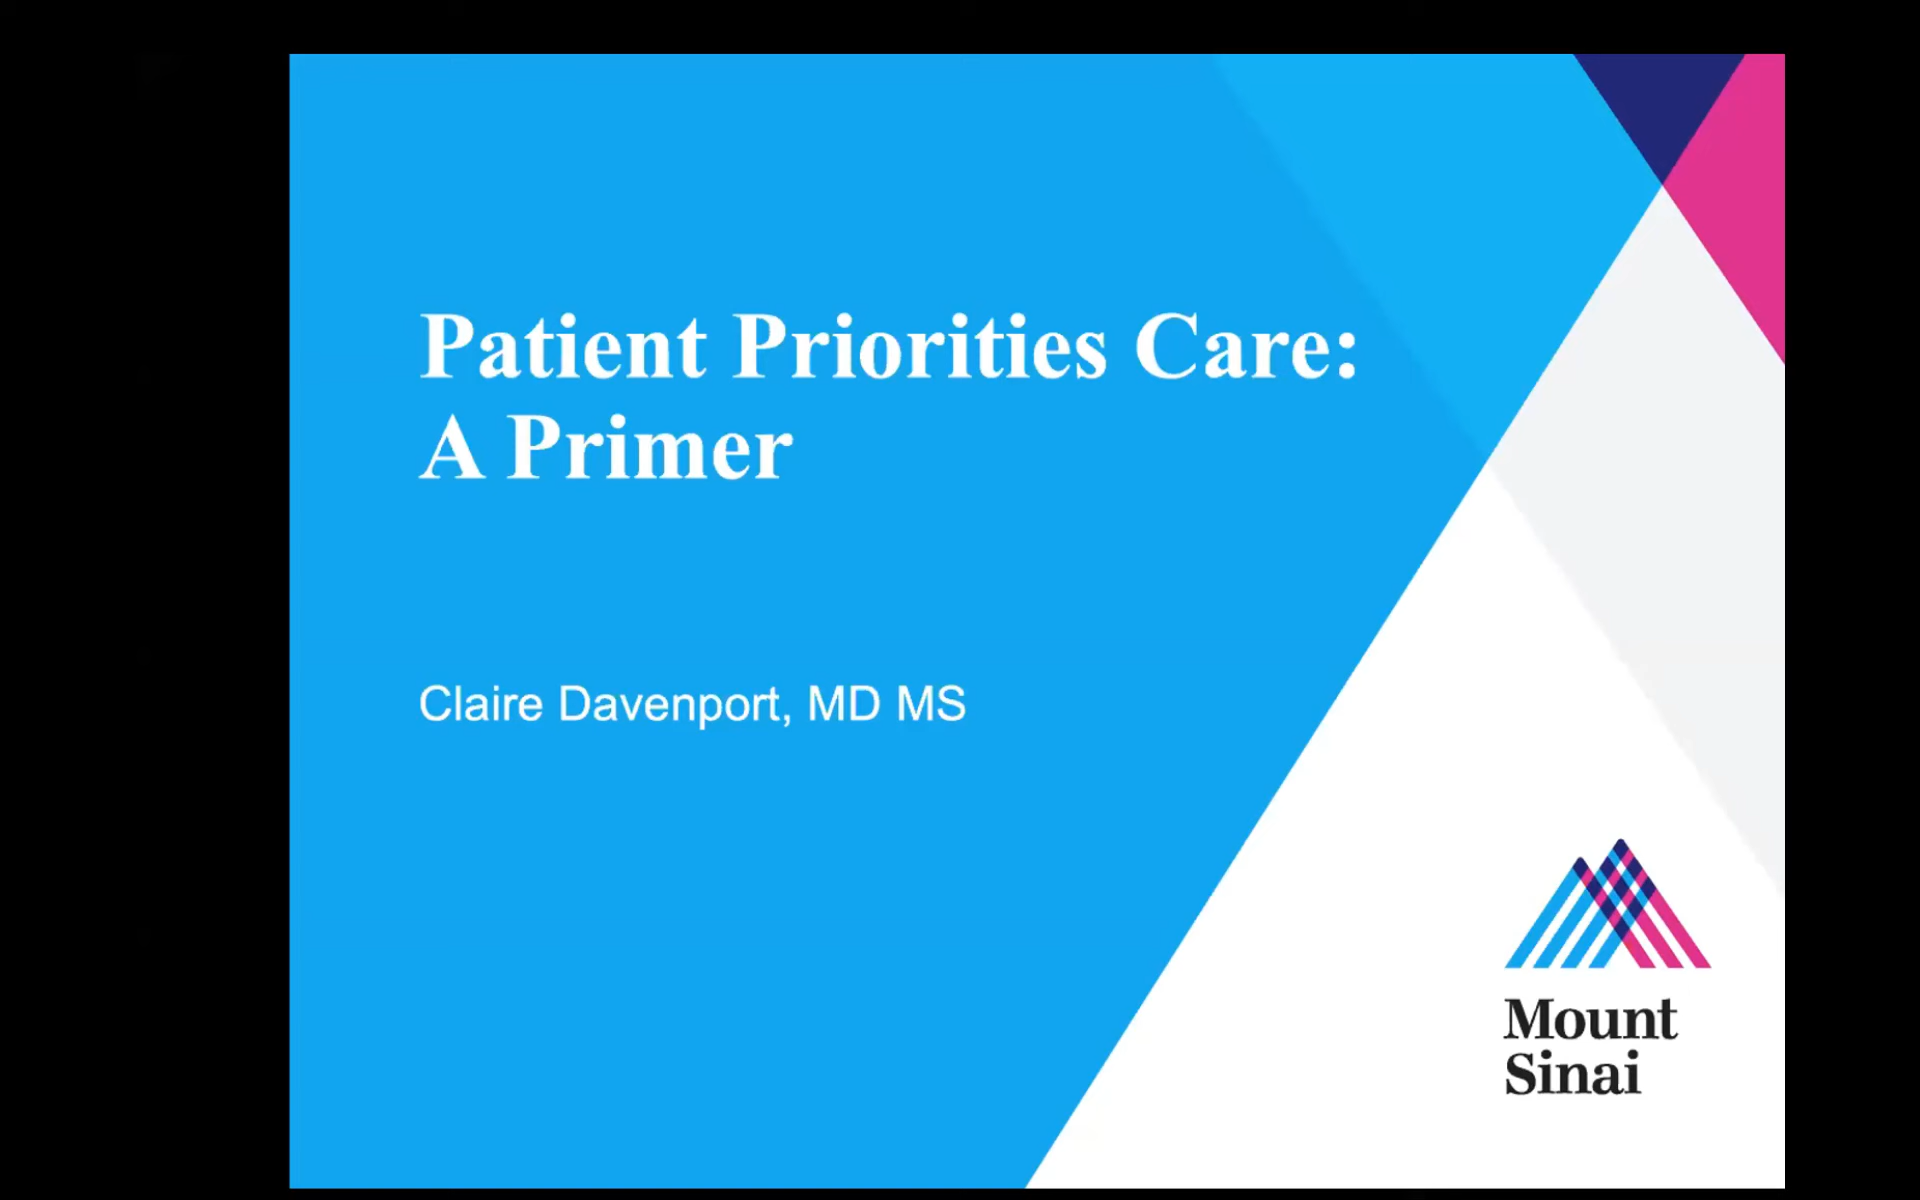 Patient Priorities Care:
A Primer
Claire Davenport, MD MS
Mount
Sinai